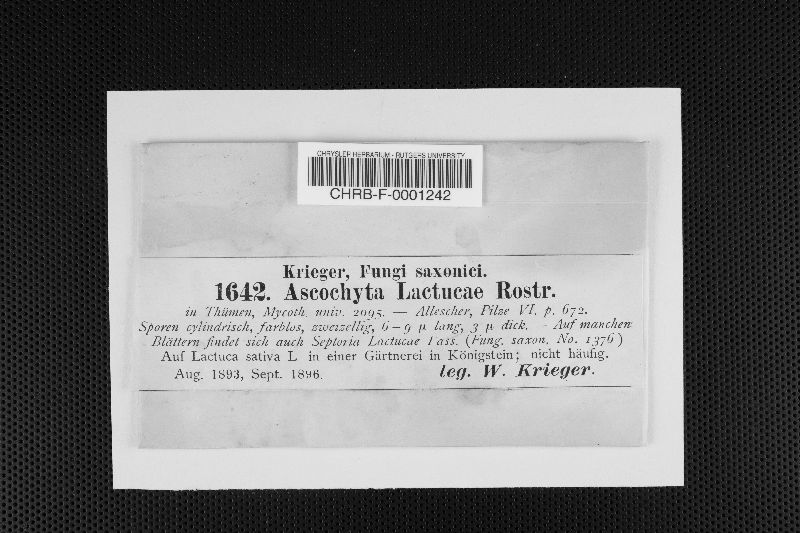 CHRYSLER HERBARIUM - RUTGERS UNIVERSITY
CHRB-F-0001242
Krieger, Fungi saxonici.
1642. Ascochyta Lactucae Rostr.
in Thümen, Mycoth. univ. 2095. — Allescher, Pilze VI, p. 672.
Sporen cylindrisch, farblos, zweizellig, 6–9 µ lang, 3 µ dick. - Auf manchen
Blättern findet sich auch Septoria Lactucae Pass. (Fung. saxon. No. 1376)
Auf Lactuca sativa L. in einer Gärtnerei in Königstein; nicht häufig.
Aug. 1893, Sept. 1896. leg. W. Krieger.